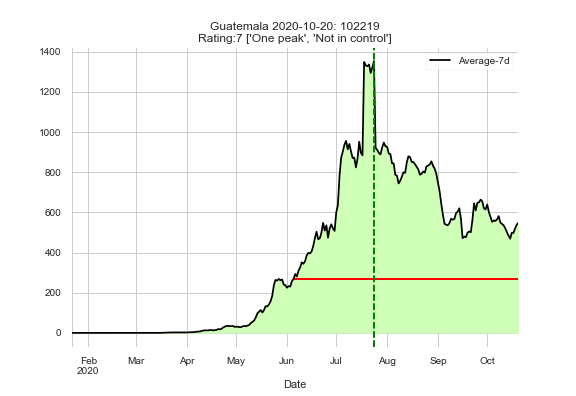 Guatemala 2020-10-20: 102219
Rating:7 ['One peak', 'Not in control']
Average-7d
1400
1200
1000
800
600
400
200
0
Feb Mar Apr May Jun Jul Aug Sep Oct
2020
Date